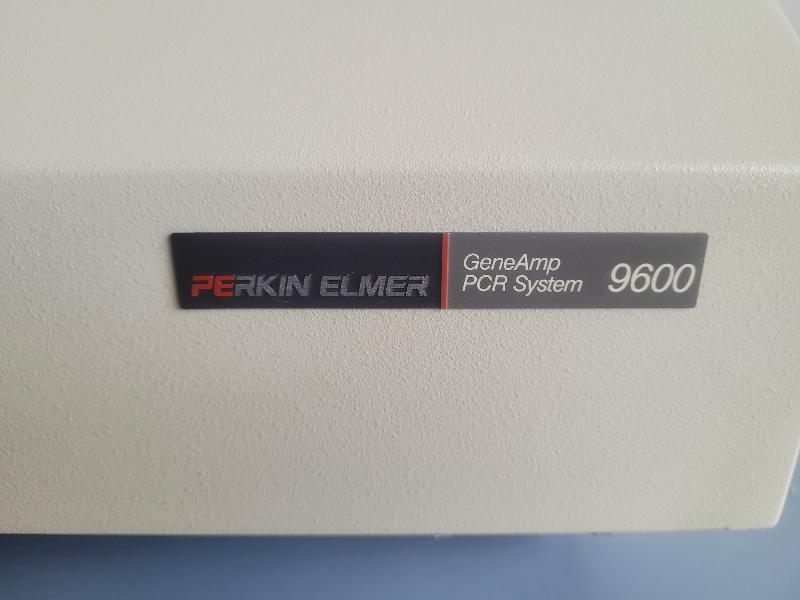 PERKIN ELMER
GeneAmp
PCR System
9600